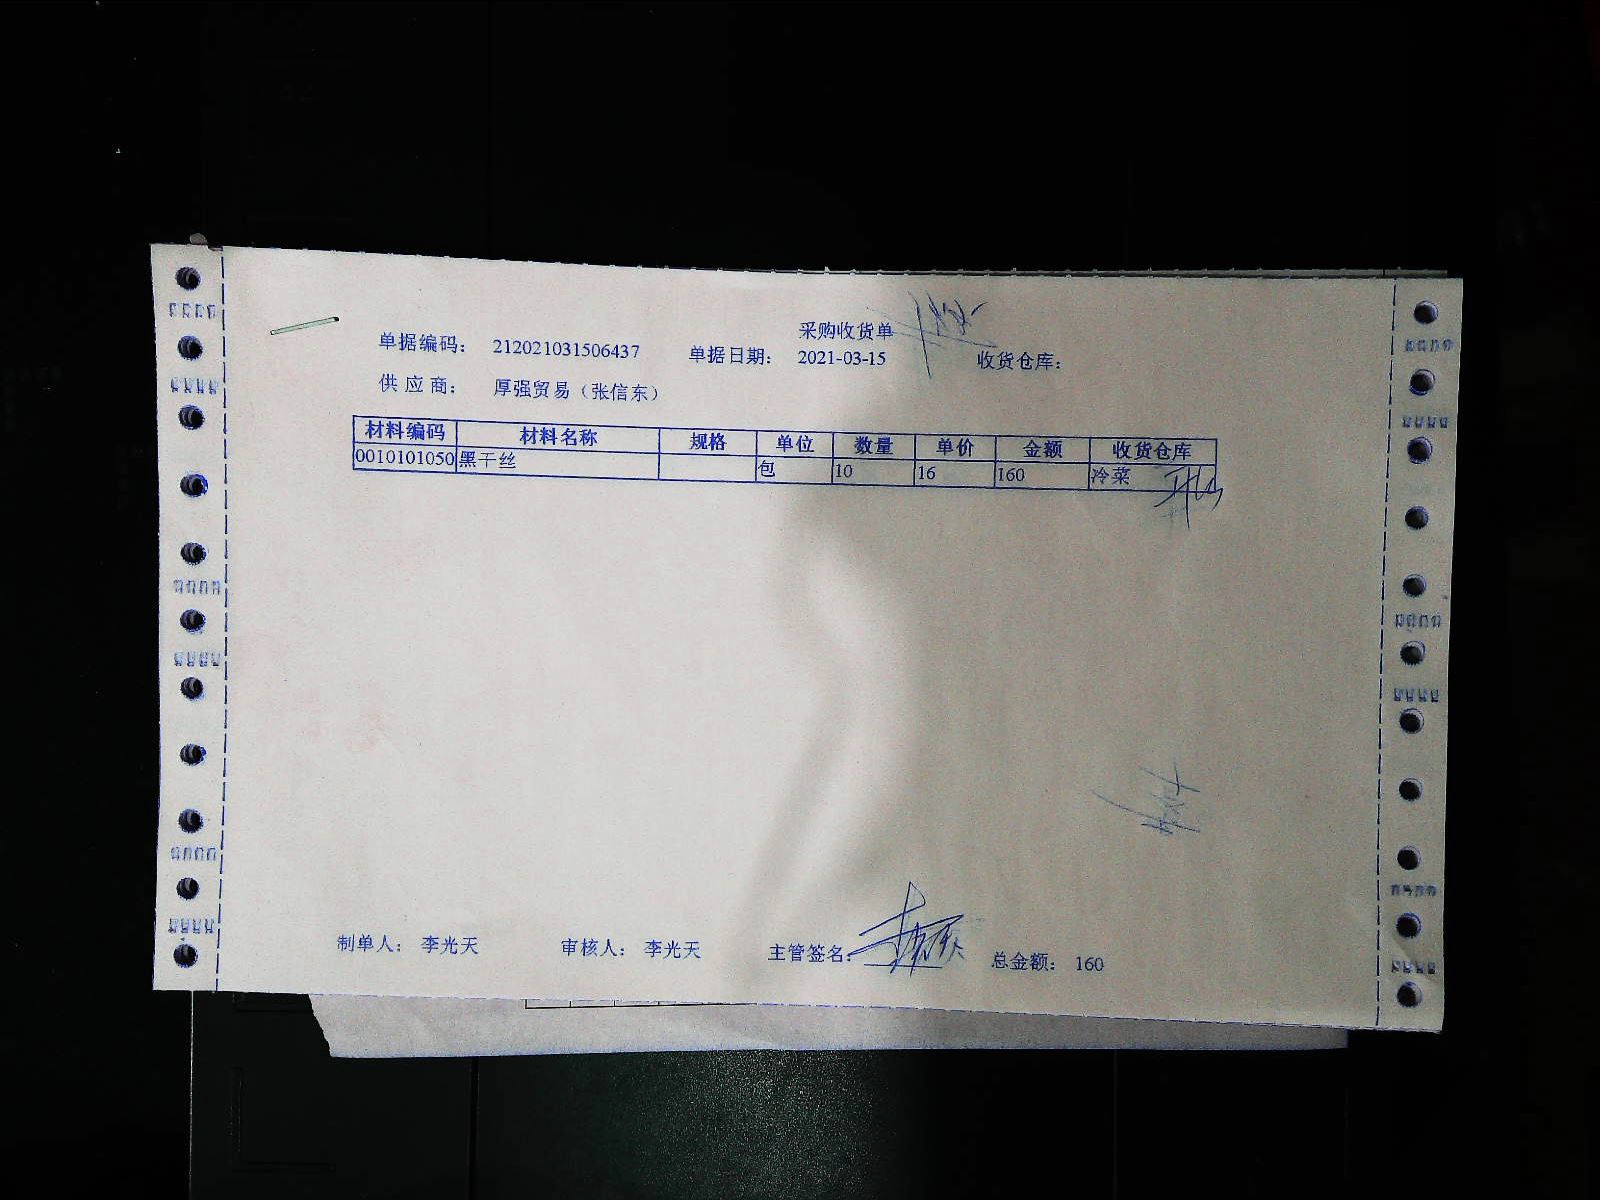 采购收货单
单据编码： 212021031506437 单据日期： 2021-03-15 收货仓库：
供 应 商： 厚强贸易（张信东）
材料编码 材料名称 规格 单位 数量 单价 金额 收货仓库
0010101050 黑干丝 包 10 16 160 冷菜
制单人： 李光天 审核人： 李光天 主管签名： 总金额： 160